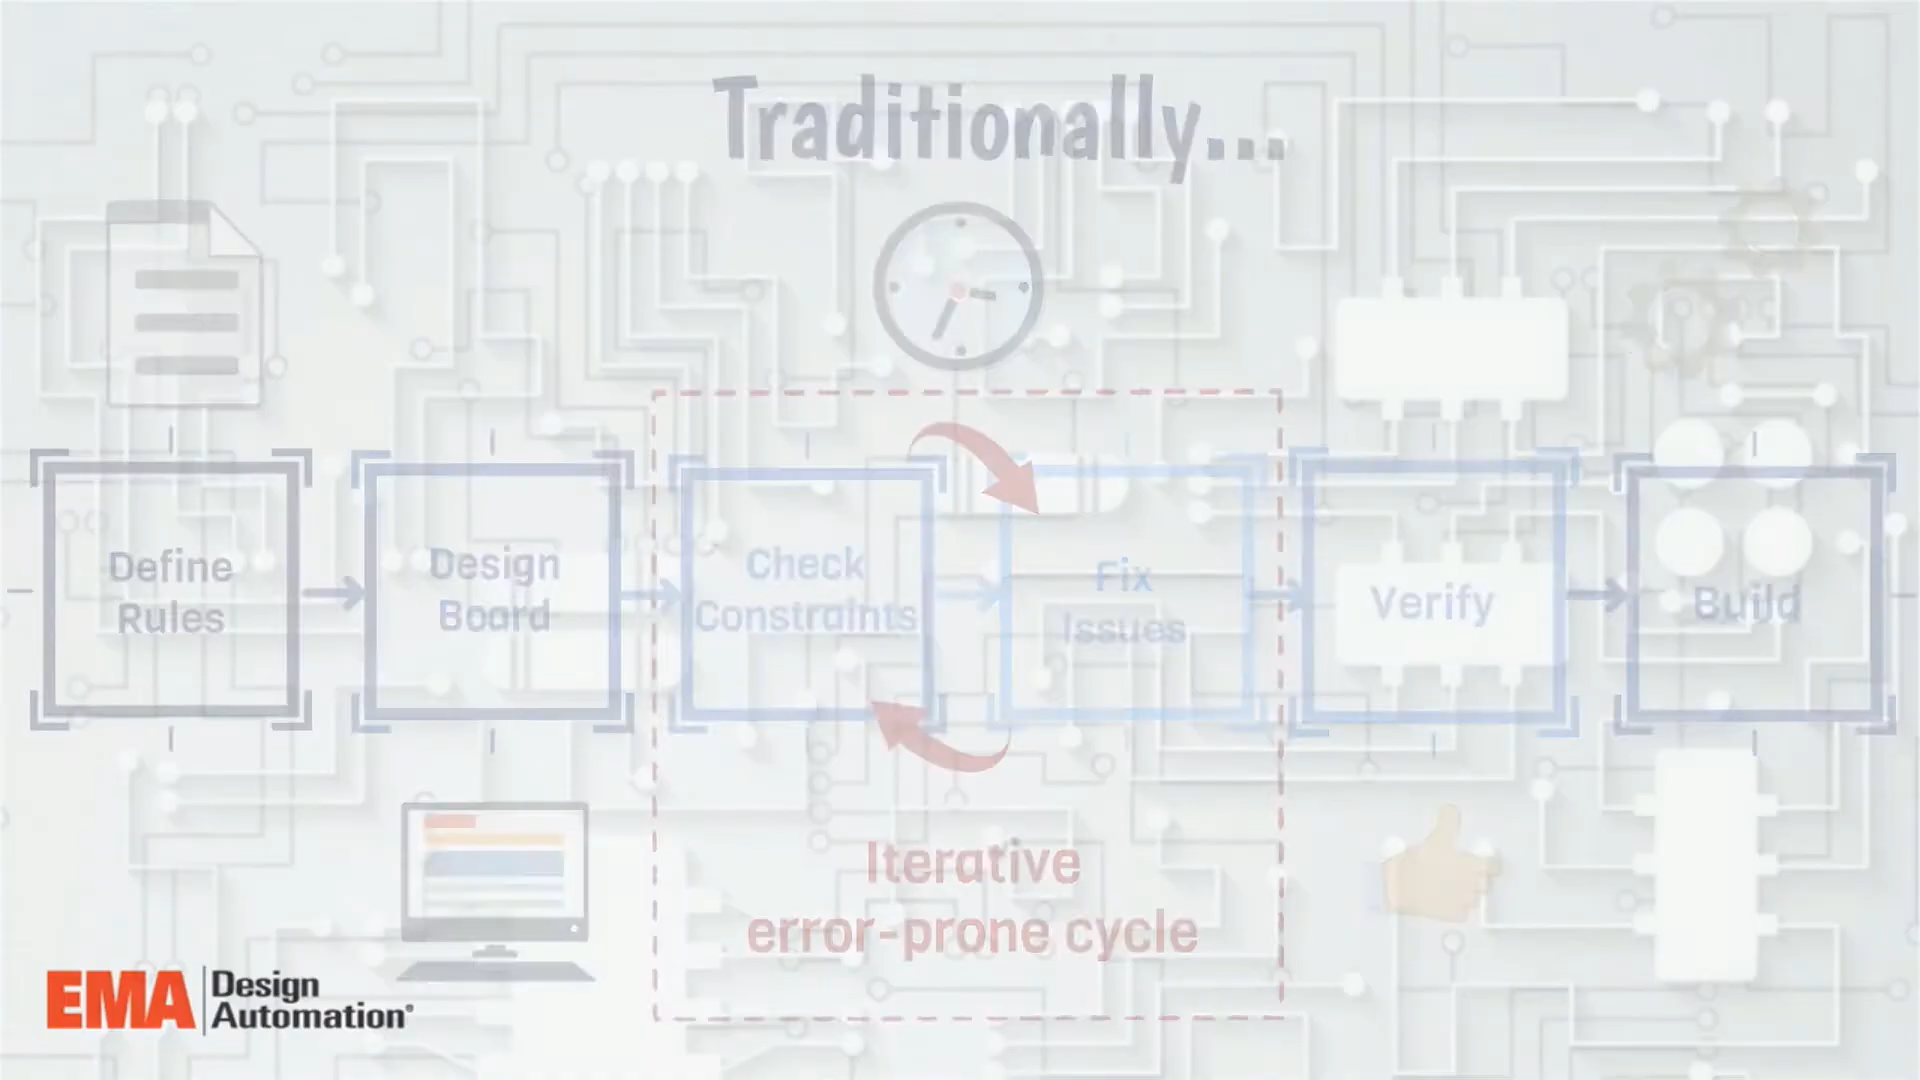 Traditionally...
Define
Rules
Design
Board
Check
Constraints
Fix
Issues
Verify
Build
Iterative
error-prone cycle
EMA
Design
Automation®